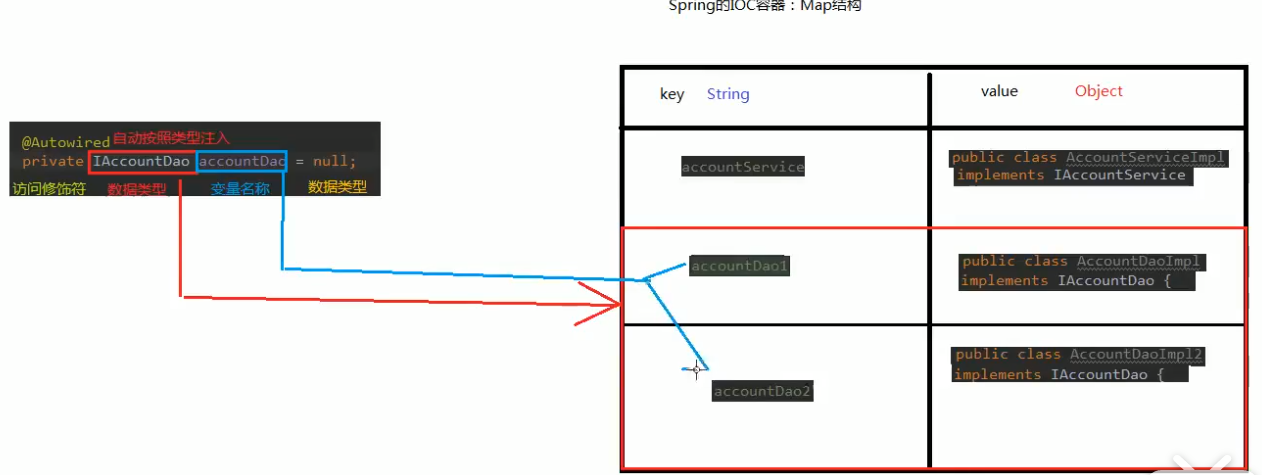 Spring的IOC容器：Map结构
key String
value Object
@Autowired 自动按照类型注入
private IAccountDao accountDao = null;
访问修饰符 数据类型 变量名称 数据类型
accountService
public class AccountServiceImpl
implements IAccountService
accountDao1
public class AccountDaoImpl
implements IAccountDao {
accountDao2
public class AccountDaoImpl2
implements IAccountDao {